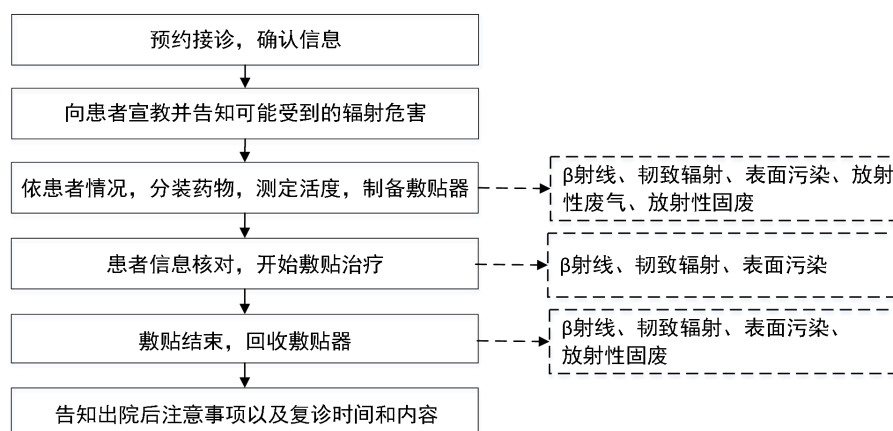 预约接诊，确认信息
向患者宣教并告知可能受到的辐射危害
依患者情况，分装药物，测定活度，制备敷贴器
β射线、韧致辐射、表面污染、放射
性废气、放射性固废
患者信息核对，开始敷贴治疗
β射线、韧致辐射、表面污染
敷贴结束，回收敷贴器
β射线、韧致辐射、表面污染、
放射性固废
告知出院后注意事项以及复诊时间和内容